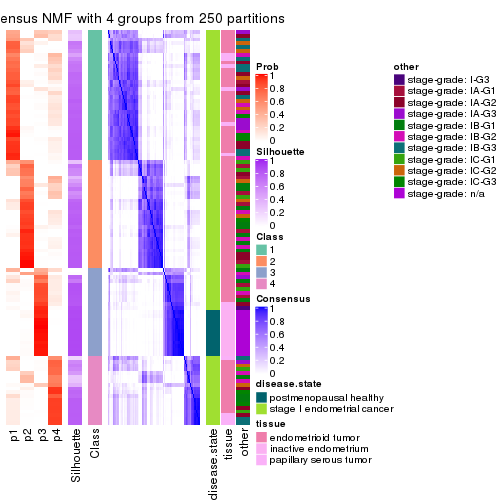 ensus NMF with 4 groups from 250 partitions
Prob
1
0.8
0.6
0.4
0.2
0
Silhouette
1
0.8
0.6
0.4
0.2
0
Class
1
2
3
4
Consensus
1
0.8
0.6
0.4
0.2
0
disease.state
postmenopausal healthy
stage I endometrial cancer
tissue
endometrioid tumor
inactive endometrium
papillary serous tumor
other
stage-grade: I-G3
stage-grade: IA-G1
stage-grade: IA-G2
stage-grade: IA-G3
stage-grade: IB-G1
stage-grade: IB-G2
stage-grade: IB-G3
stage-grade: IC-G1
stage-grade: IC-G2
stage-grade: IC-G3
stage-grade: n/a
p1
p2
p3
p4
Silhouette
Class
disease.state
tissue
other